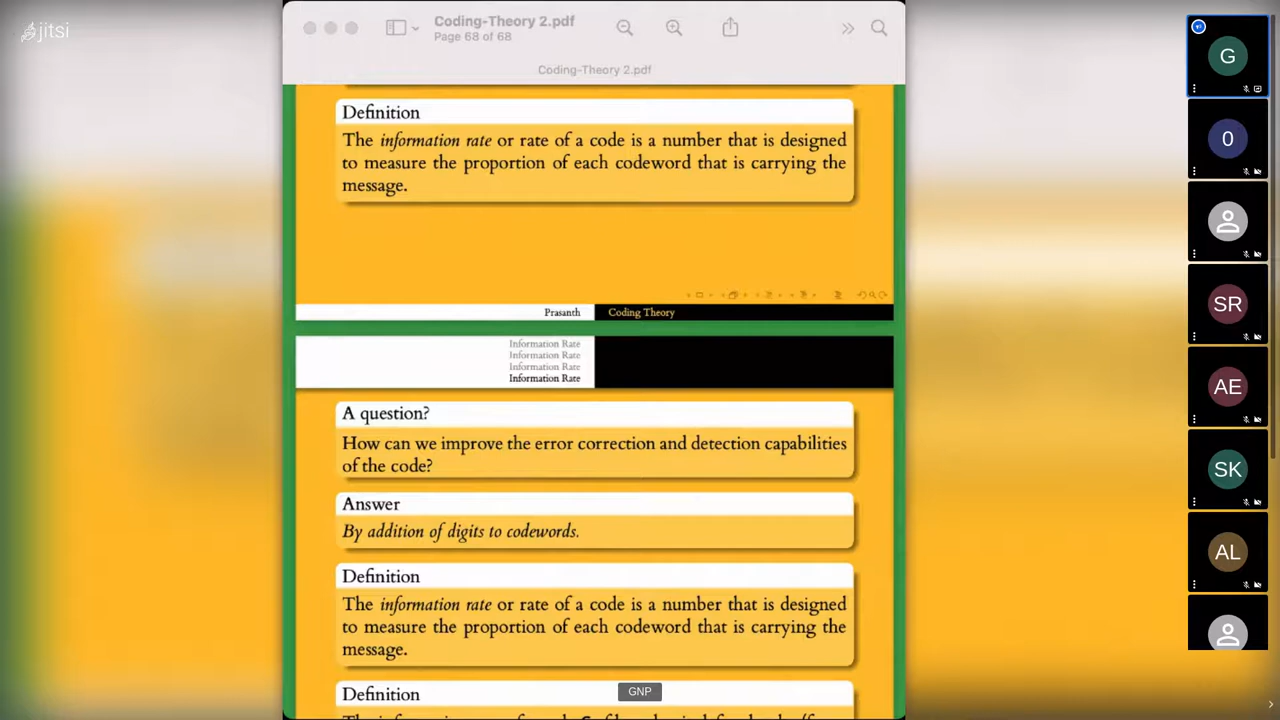 jitsi
Coding-Theory 2.pdf
Page 68 of 68
Coding-Theory 2.pdf
Definition
The information rate or rate of a code is a number that is designed
to measure the proportion of each codeword that is carrying the
message.
Prasanth
Coding Theory
Information Rate
Information Rate
Information Rate
Information Rate
A question?
How can we improve the error correction and detection capabilities
of the code?
Answer
By addition of digits to codewords.
Definition
The information rate or rate of a code is a number that is designed
to measure the proportion of each codeword that is carrying the
message.
Definition
GNP
G
0
SR
AE
SK
AL